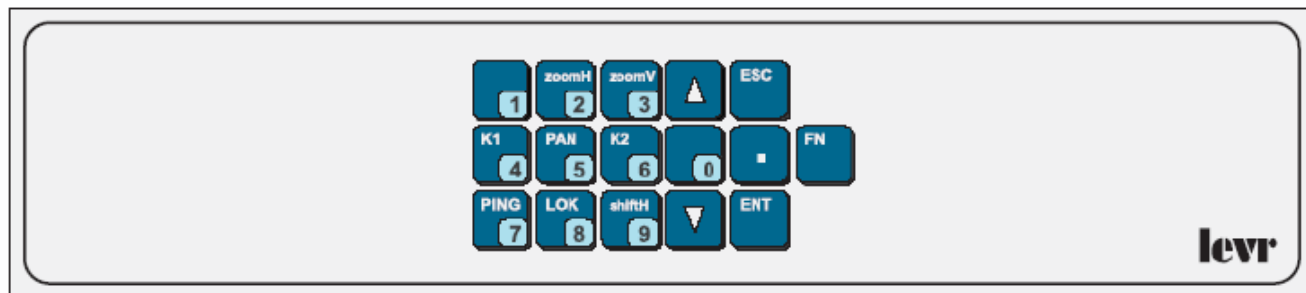 zoomH zoomV ▲ ESC
1 2 3
K1 PAN K2 FN
4 5 6 0 .
PING LOK shiftH ▼ ENT
7 8 9
levr